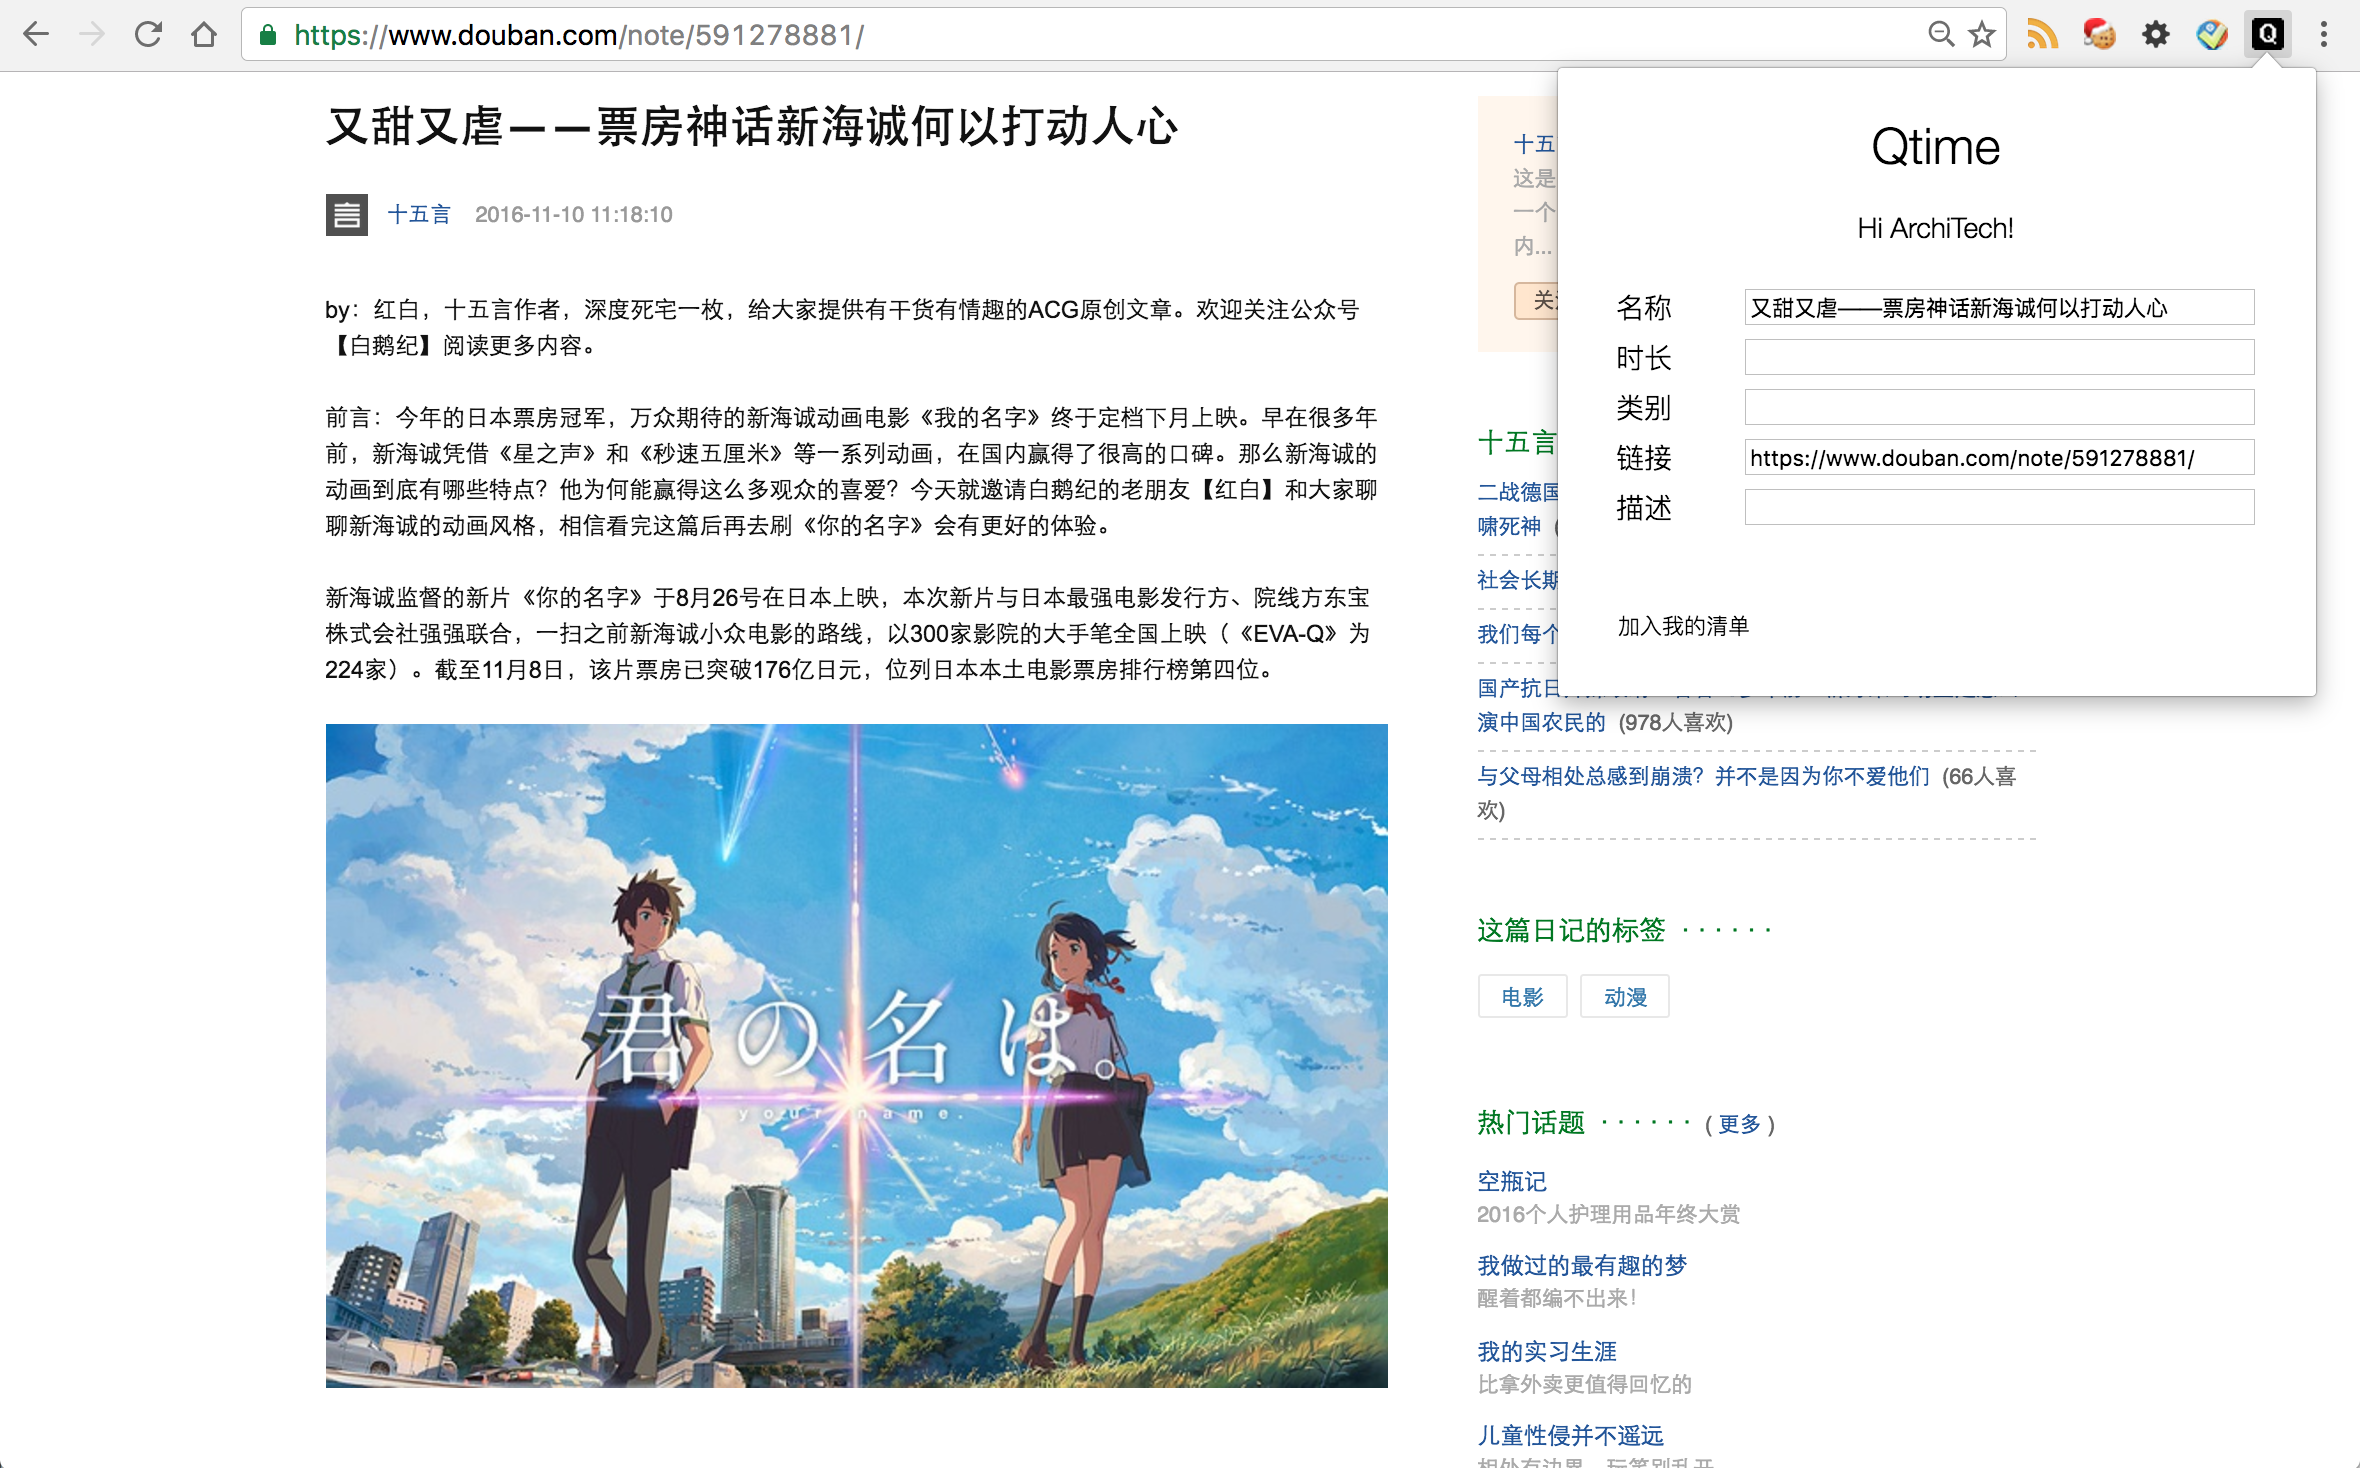 https://www.douban.com/note/591278881/
又甜又虐——票房神话新海诚何以打动人心
言
十五言 2016-11-10 11:18:10
by：红白，十五言作者，深度死宅一枚，给大家提供有干货有情趣的ACG原创文章。欢迎关注公众号
【白鹅纪】阅读更多内容。
前言：今年的日本票房冠军，万众期待的新海诚动画电影《我的名字》终于定档下月上映。早在很多年
前，新海诚凭借《星之声》和《秒速五厘米》等一系列动画，在国内赢得了很高的口碑。那么新海诚的
动画到底有哪些特点？他为何能赢得这么多观众的喜爱？今天就邀请白鹅纪的老朋友【红白】和大家聊
聊新海诚的动画风格，相信看完这篇后再去刷《你的名字》会有更好的体验。
新海诚监督的新片《你的名字》于8月26号在日本上映，本次新片与日本最强电影发行方、院线方东宝
株式会社强强联合，一扫之前新海诚小众电影的路线，以300家影院的大手笔全国上映（《EVA-Q》为
224家）。截至11月8日，该片票房已突破176亿日元，位列日本本土电影票房排行榜第四位。
君の名は。
your name.
十五
这是
一个
内...
关
十五言
二战德国
啸死神 (
社会长期
我们每个
国产抗日
演中国农民的 (978人喜欢)
与父母相处总感到崩溃？并不是因为你不爱他们 (66人喜
欢)
这篇日记的标签 · · · · · ·
电影 动漫
热门话题 · · · · · · ( 更多 )
空瓶记
2016个人护理用品年终大赏
我做过的最有趣的梦
醒着都编不出来！
我的实习生涯
比拿外卖更值得回忆的
儿童性侵并不遥远
Q
Qtime
Hi ArchiTech!
名称 又甜又虐——票房神话新海诚何以打动人心
时长
类别
链接 https://www.douban.com/note/591278881/
描述
加入我的清单